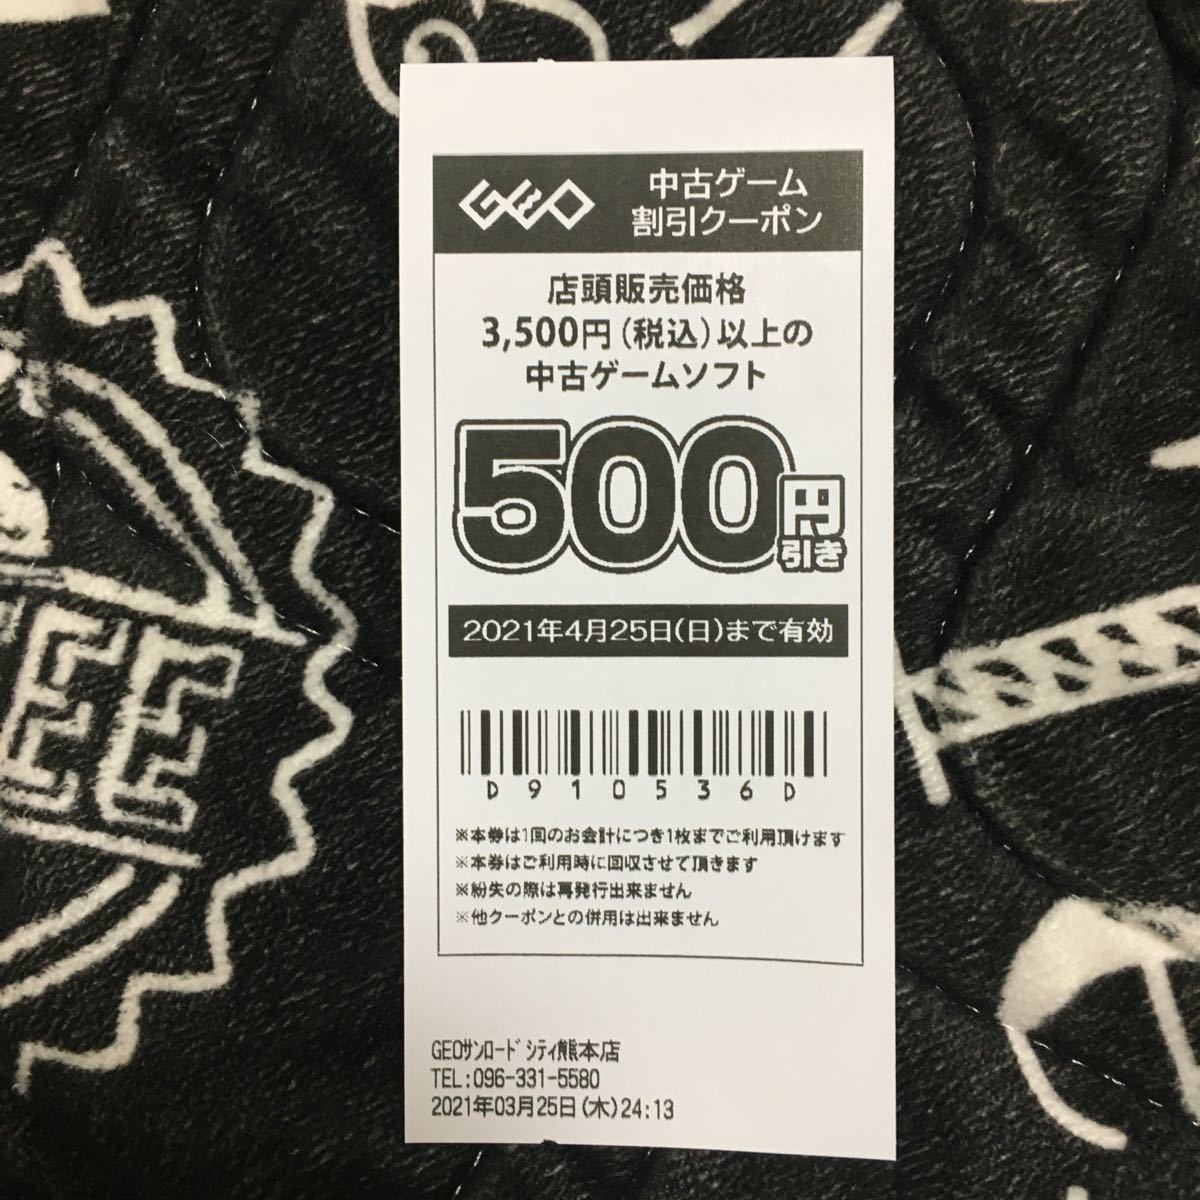 GEO
中古ゲーム
割引クーポン
店頭販売価格
3,500円(税込)以上の
中古ゲームソフト
500円引き
2021年4月25日(日)まで有効
D910536D
※本券は1回のお会計につき1枚までご利用頂けます
※本券はご利用時に回収させて頂きます
※紛失の際は再発行出来ません
※他クーポンとの併用は出来ません
GEOｻﾝﾛｰﾄﾞｼﾃｨ熊本店
TEL:096-331-5580
2021年03月25日(木)24:13